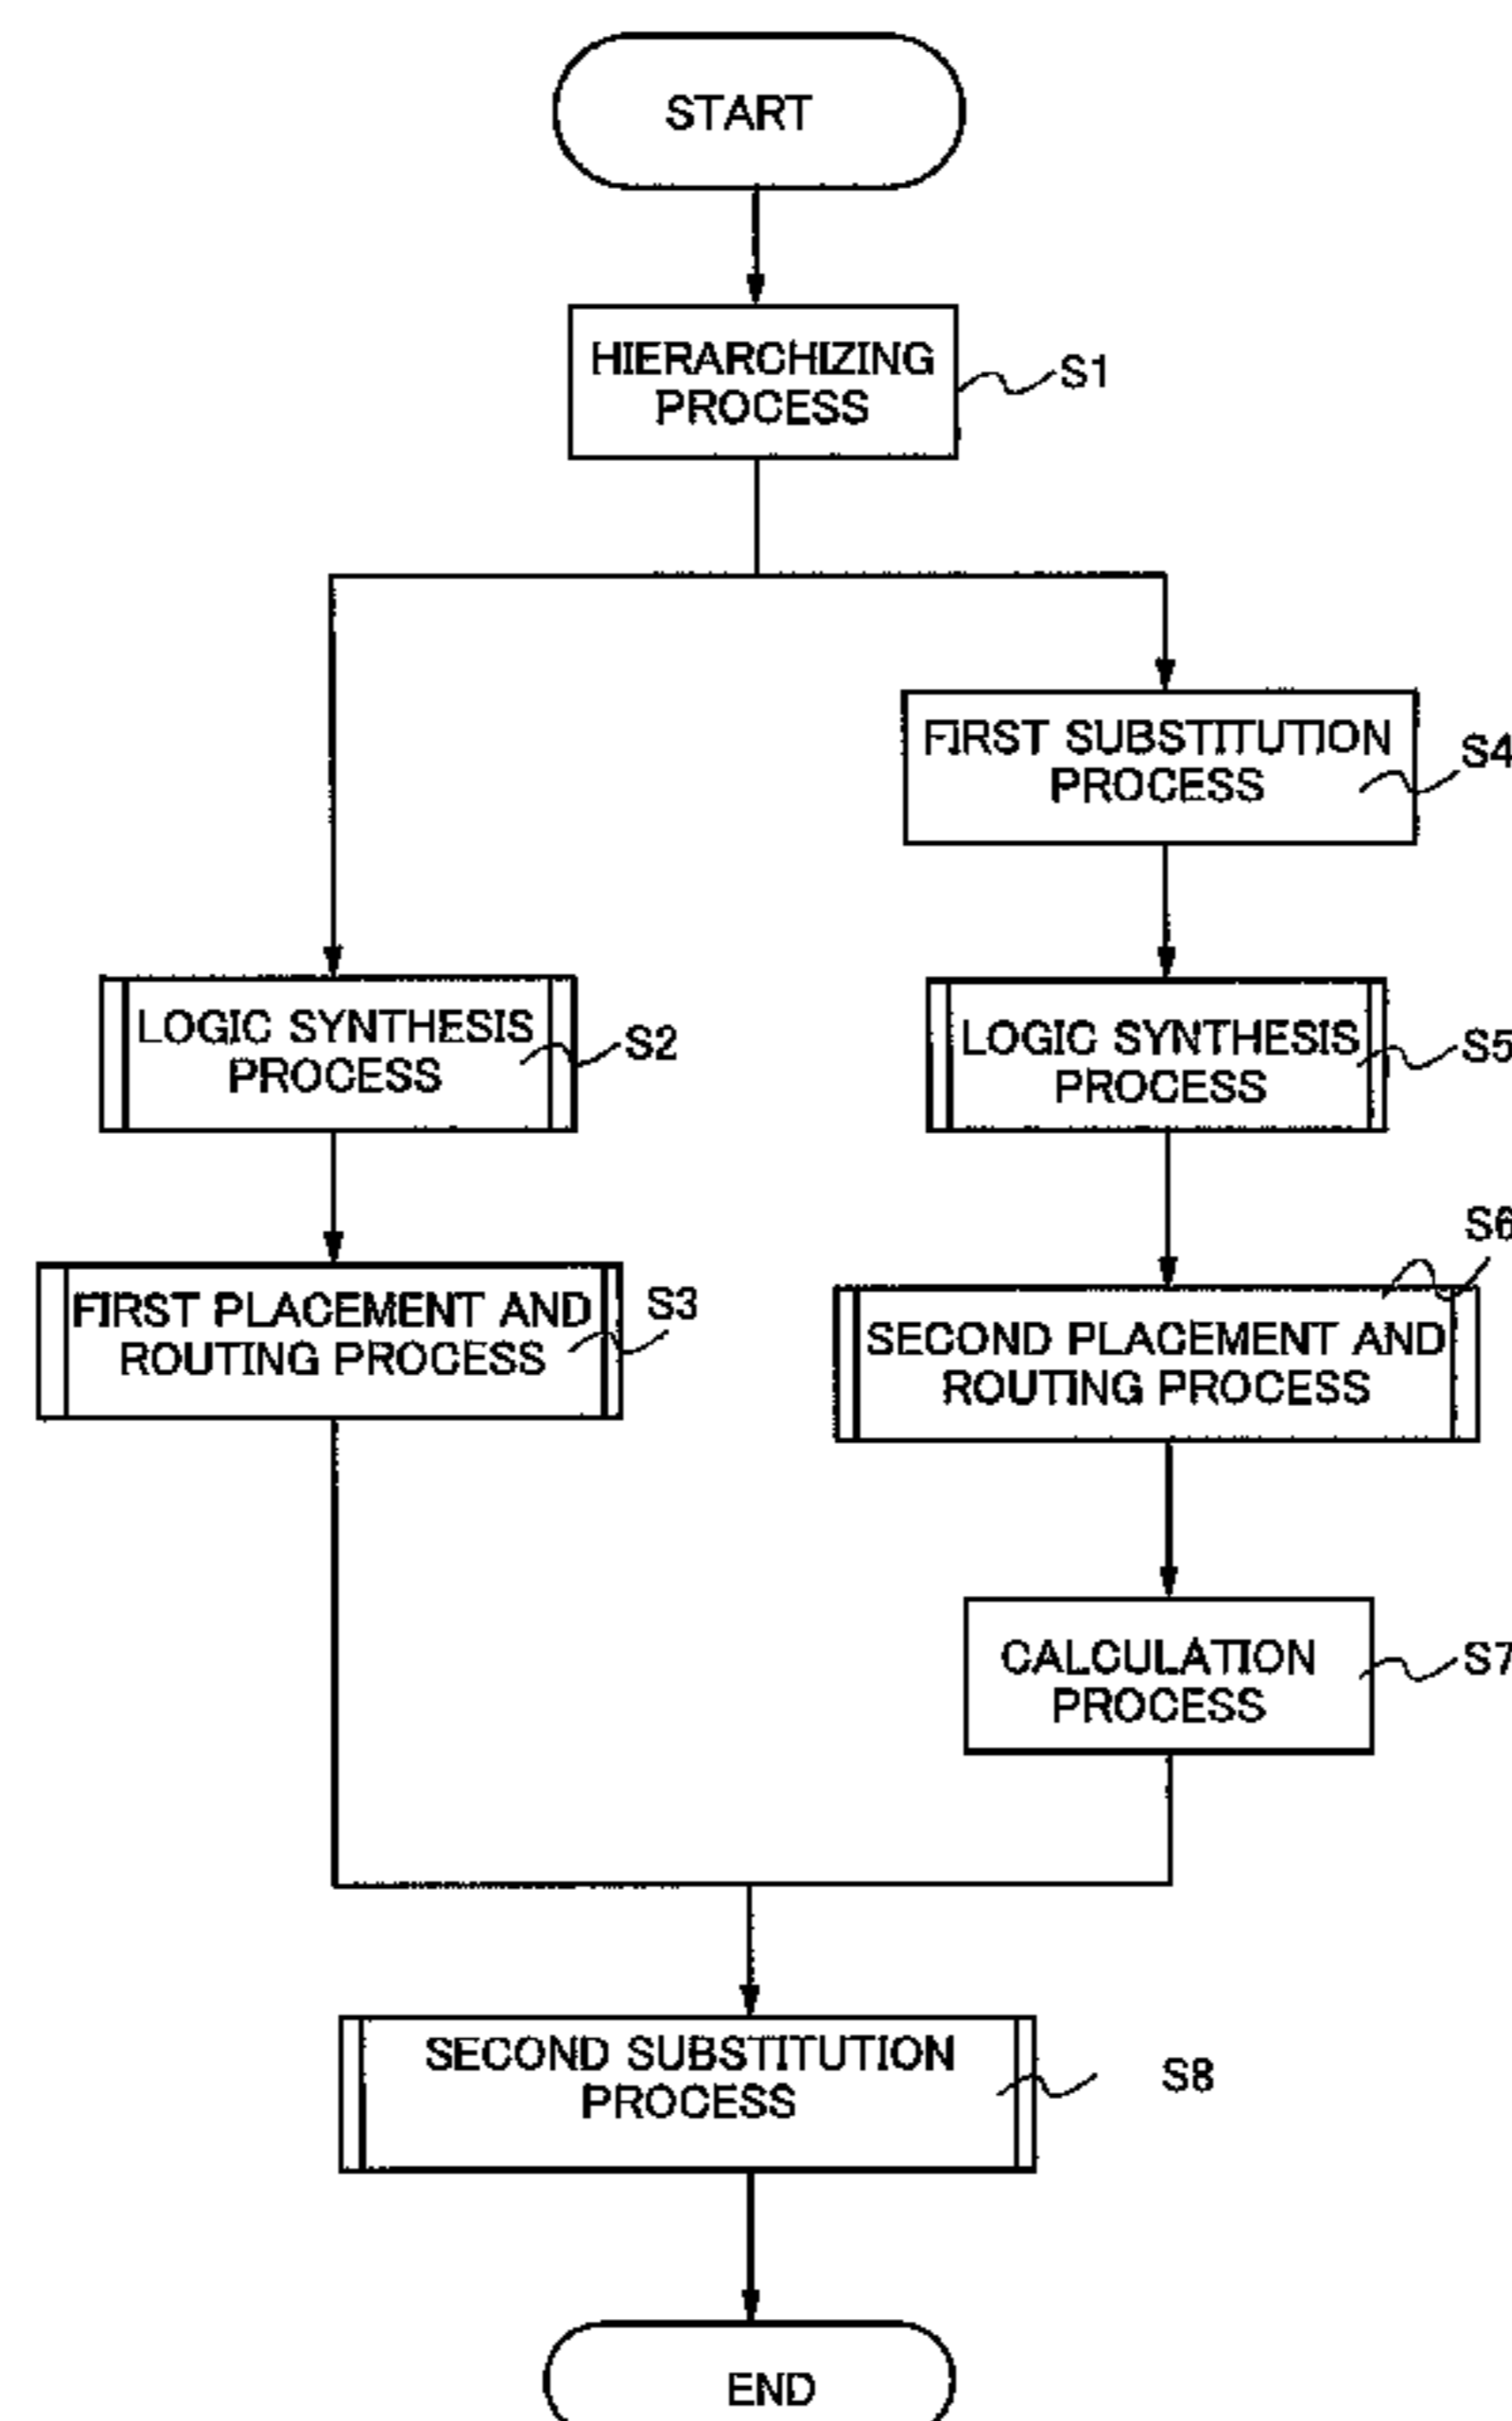 START
HIERARCHIZING
PROCESS
S1
FIRST SUBSTITUTION
PROCESS
S4
LOGIC SYNTHESIS
PROCESS
S2
LOGIC SYNTHESIS
PROCESS
S5
FIRST PLACEMENT AND
ROUTING PROCESS
S3
SECOND PLACEMENT AND
ROUTING PROCESS
S6
CALCULATION
PROCESS
S7
SECOND SUBSTITUTION
PROCESS
S8
END